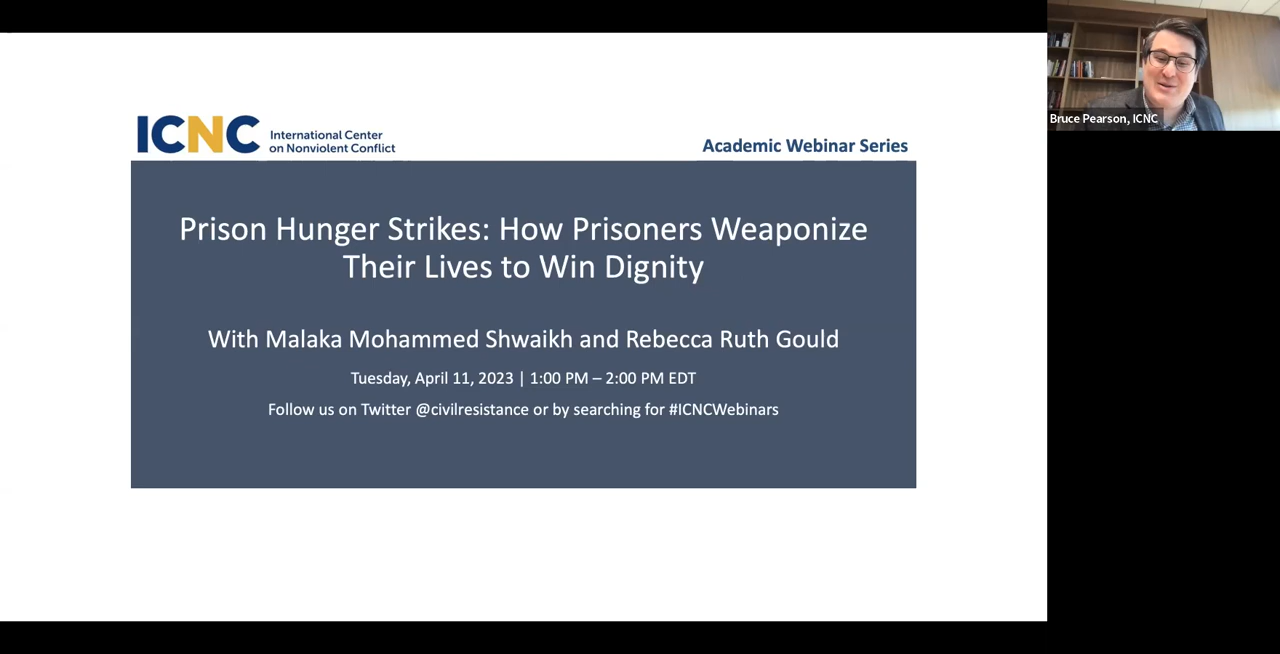 ICNC
International Center
on Nonviolent Conflict
Academic Webinar Series
Prison Hunger Strikes: How Prisoners Weaponize
Their Lives to Win Dignity
With Malaka Mohammed Shwaikh and Rebecca Ruth Gould
Tuesday, April 11, 2023 | 1:00 PM – 2:00 PM EDT
Follow us on Twitter @civilresistance or by searching for #ICNCWebinars
Bruce Pearson, ICNC